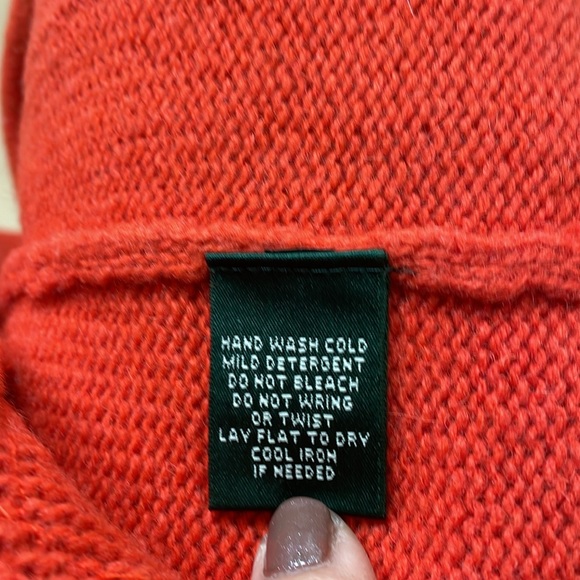 HAND WASH COLD
MILD DETERGENT
DO NOT BLEACH
DO NOT WRING
OR TWIST
LAY FLAT TO DRY
COOL IRON
IF NEEDED